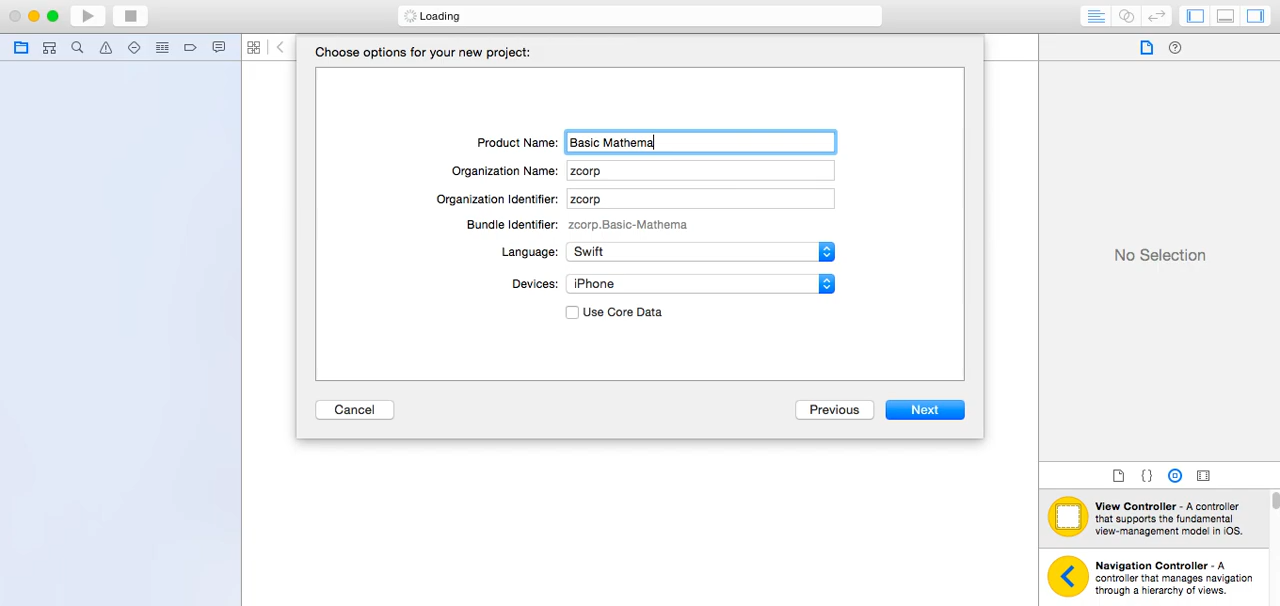 Loading
Choose options for your new project:
Product Name: Basic Mathema
Organization Name: zcorp
Organization Identifier: zcorp
Bundle Identifier: zcorp.Basic-Mathema
Language: Swift
Devices: iPhone
Use Core Data
Cancel Previous Next
No Selection
View Controller - A controller
that supports the fundamental
view-management model in iOS.
Navigation Controller - A
controller that manages navigation
through a hierarchy of views.